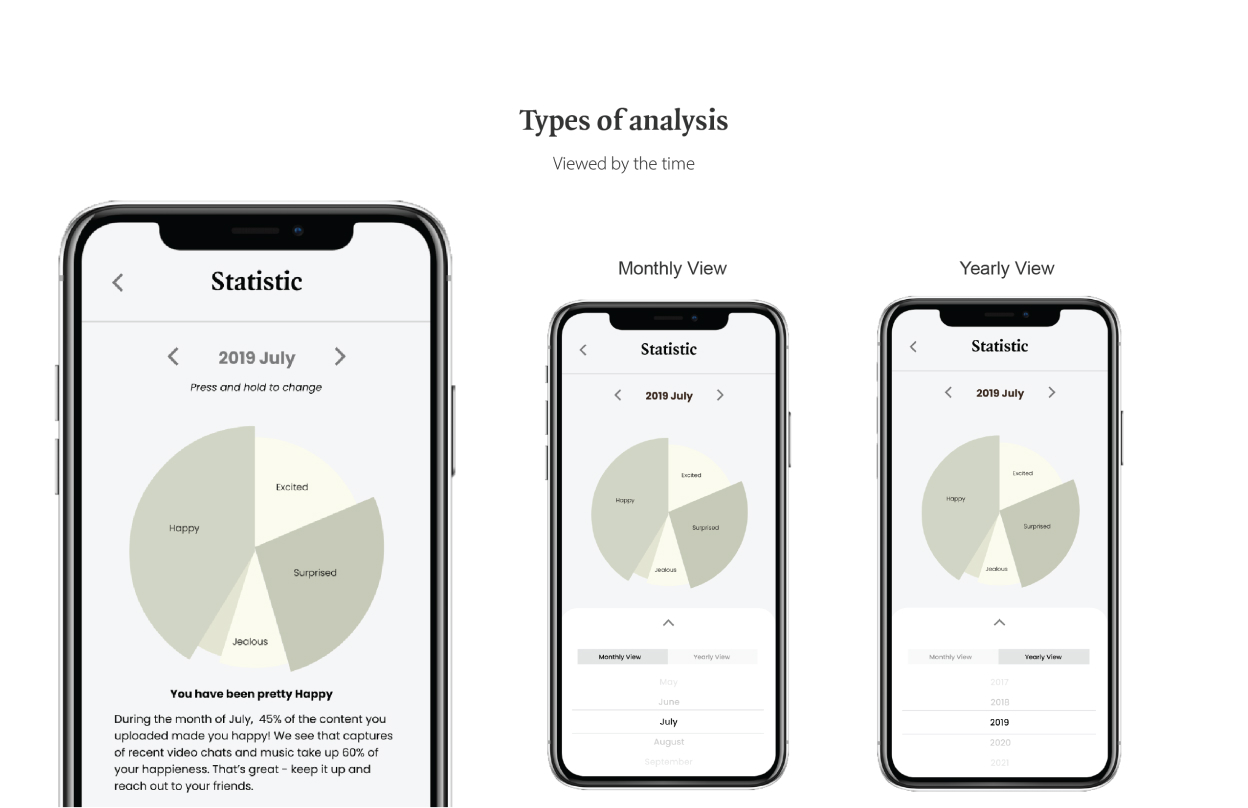 Types of analysis
Viewed by the time
Statistic
2019 July
Press and hold to change
Excited
Happy
Surprised
Jealous
You have been pretty Happy
During the month of July, 45% of the content you
uploaded made you happy! We see that captures
of recent video chats and music take up 60% of
your happieness. That's great - keep it up and
reach out to your friends.
Monthly View
Statistic
2019 July
Excited
Happy
Surprised
Jealous
Monthly View Yearly View
May
June
July
August
September
Yearly View
Statistic
2019 July
Excited
Happy
Surprised
Jealous
Monthly View Yearly View
2017
2018
2019
2020
2021